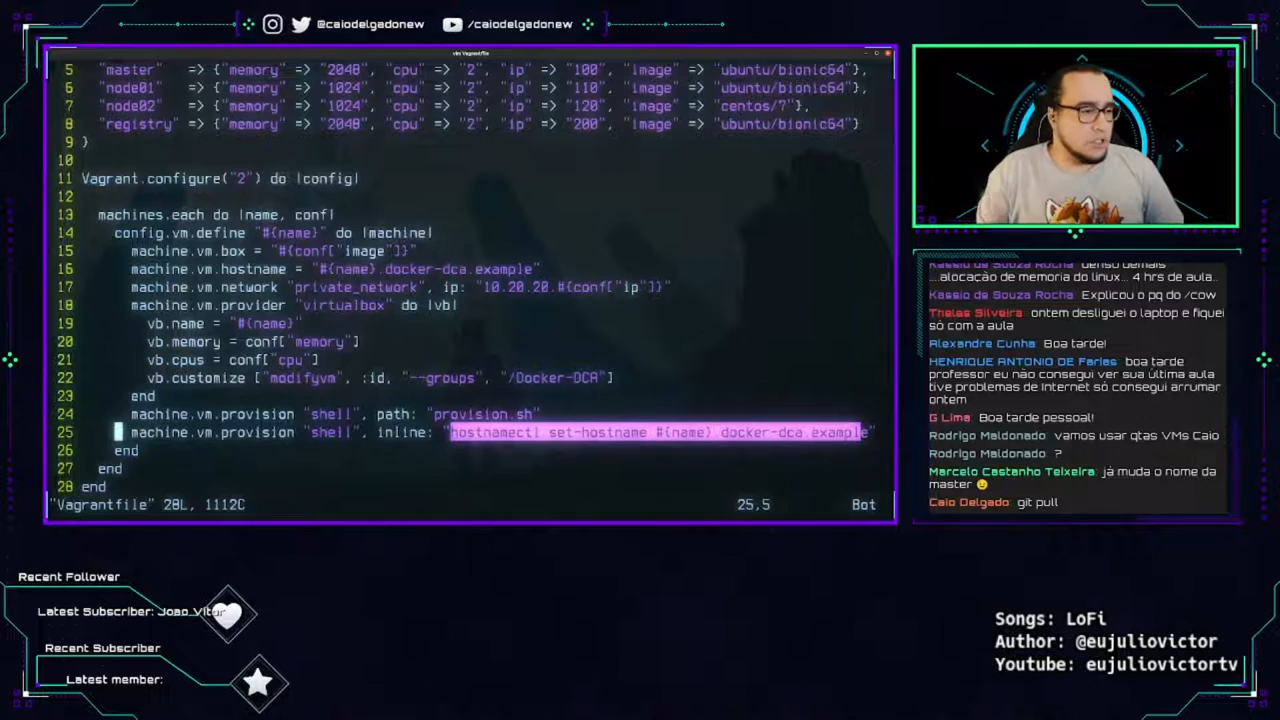 @caiodelgadonew /caiodelgadonew
vim Vagrantfile
5 "master" => {"memory" => "2048", "cpu" => "2", "ip" => "100", "image" => "ubuntu/bionic64"},
6 "node01" => {"memory" => "1024", "cpu" => "2", "ip" => "110", "image" => "ubuntu/bionic64"},
7 "node02" => {"memory" => "1024", "cpu" => "2", "ip" => "120", "image" => "centos/7"},
8 "registry" => {"memory" => "2048", "cpu" => "2", "ip" => "200", "image" => "ubuntu/bionic64"}
9 }
10
11 Vagrant.configure("2") do |config|
12
13 machines.each do |name, conf|
14 config.vm.define "#{name}" do |machine|
15 machine.vm.box = "#{conf["image"]}"
16 machine.vm.hostname = "#{name}.docker-dca.example"
17 machine.vm.network "private_network", ip: "10.20.20.#{conf["ip"]}"
18 machine.vm.provider "virtualbox" do |vb|
19 vb.name = "#{name}"
20 vb.memory = conf["memory"]
21 vb.cpus = conf["cpu"]
22 vb.customize ["modifyvm", :id, "--groups", "/Docker-DCA"]
23 end
24 machine.vm.provision "shell", path: "provision.sh"
25 machine.vm.provision "shell", inline: "hostnamectl set-hostname #{name}.docker-dca.example"
26 end
27 end
28 end
"Vagrantfile" 28L, 1112C 25,5 Bot
Kassio de Souza Rocha: denso demais
...alocação de memoria do linux... 4 hrs de aula..
Kassio de Souza Rocha: Explicou o pq do /cow
Thales Silveira: ontem desliguei o laptop e fiquei
só com a aula
Alexandre Cunha: Boa tarde!
HENRIQUE ANTONIO DE Farias: boa tarde
professor eu não consegui ver sua última aula
tive problemas de Internet só consegui arrumar
ontem
G Lima: Boa tarde pessoal!
Rodrigo Maldonado: vamos usar qtas VMs Caio
Rodrigo Maldonado: ?
Marcelo Castanho Teixeira: já muda o nome da
master 😉
Caio Delgado: git pull
Recent Follower
Latest Subscriber: Joao Vitor
Recent Subscriber
Latest member:
Songs: LoFi
Author: @eujuliovictor
Youtube: eujuliovictortv